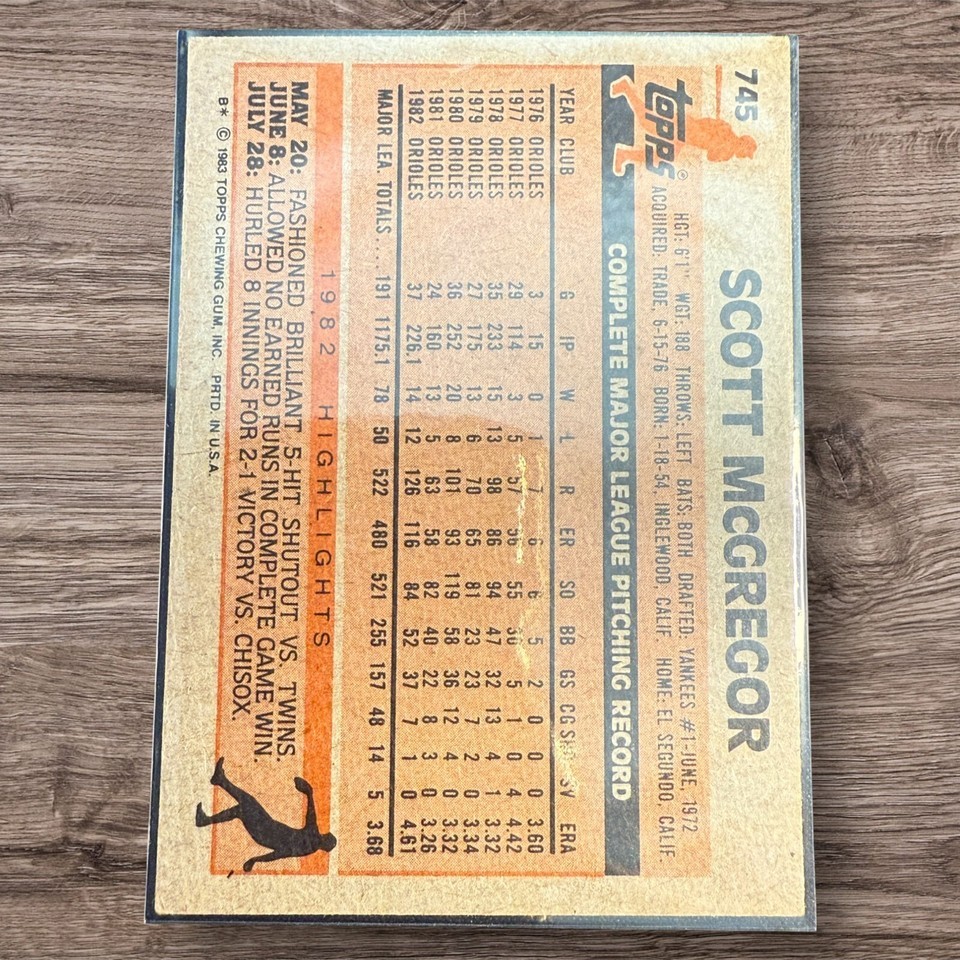 745
SCOTT MCGREGOR
TOPPS®
HGT: 6'1" WGT: 188 THROWS: LEFT BATS: BOTH DRAFTED: YANKEES #1-JUNE, 1972
ACQUIRED: TRADE, 6-15-76 BORN: 1-18-54, INGLEWOOD, CALIF. HOME: EL SEGUNDO, CALIF.
COMPLETE MAJOR LEAGUE PITCHING RECORD
YEAR CLUB G IP W L R ER SO BB GS CG SV ERA
1976 ORIOLES 3 15 0 1 7 6 6 5 2 0 0 0 3.60
1977 ORIOLES 29 114 3 5 57 56 55 30 5 1 0 4 4.42
1978 ORIOLES 35 233 15 13 98 86 94 47 32 13 4 1 3.32
1979 ORIOLES 27 175 13 6 70 65 81 23 23 7 2 0 3.34
1980 ORIOLES 36 252 20 8 101 93 119 58 36 12 4 0 3.32
1981 ORIOLES 24 160 13 5 63 58 82 40 22 8 3 0 3.26
1982 ORIOLES 37 226.1 14 12 126 116 84 52 37 7 1 0 4.61
MAJOR LEA. TOTALS... 191 1175.1 78 50 522 480 521 255 157 48 14 5 3.68
1982 HIGHLIGHTS
MAY 20: FASHIONED BRILLIANT 5-HIT SHUTOUT VS. TWINS.
JUNE 8: ALLOWED NO EARNED RUNS IN COMPLETE GAME WIN.
JULY 28: HURLED 8 INNINGS FOR 2-1 VICTORY VS. CHISOX.
B* © 1983 TOPPS CHEWING GUM, INC. PRTD. IN U.S.A.